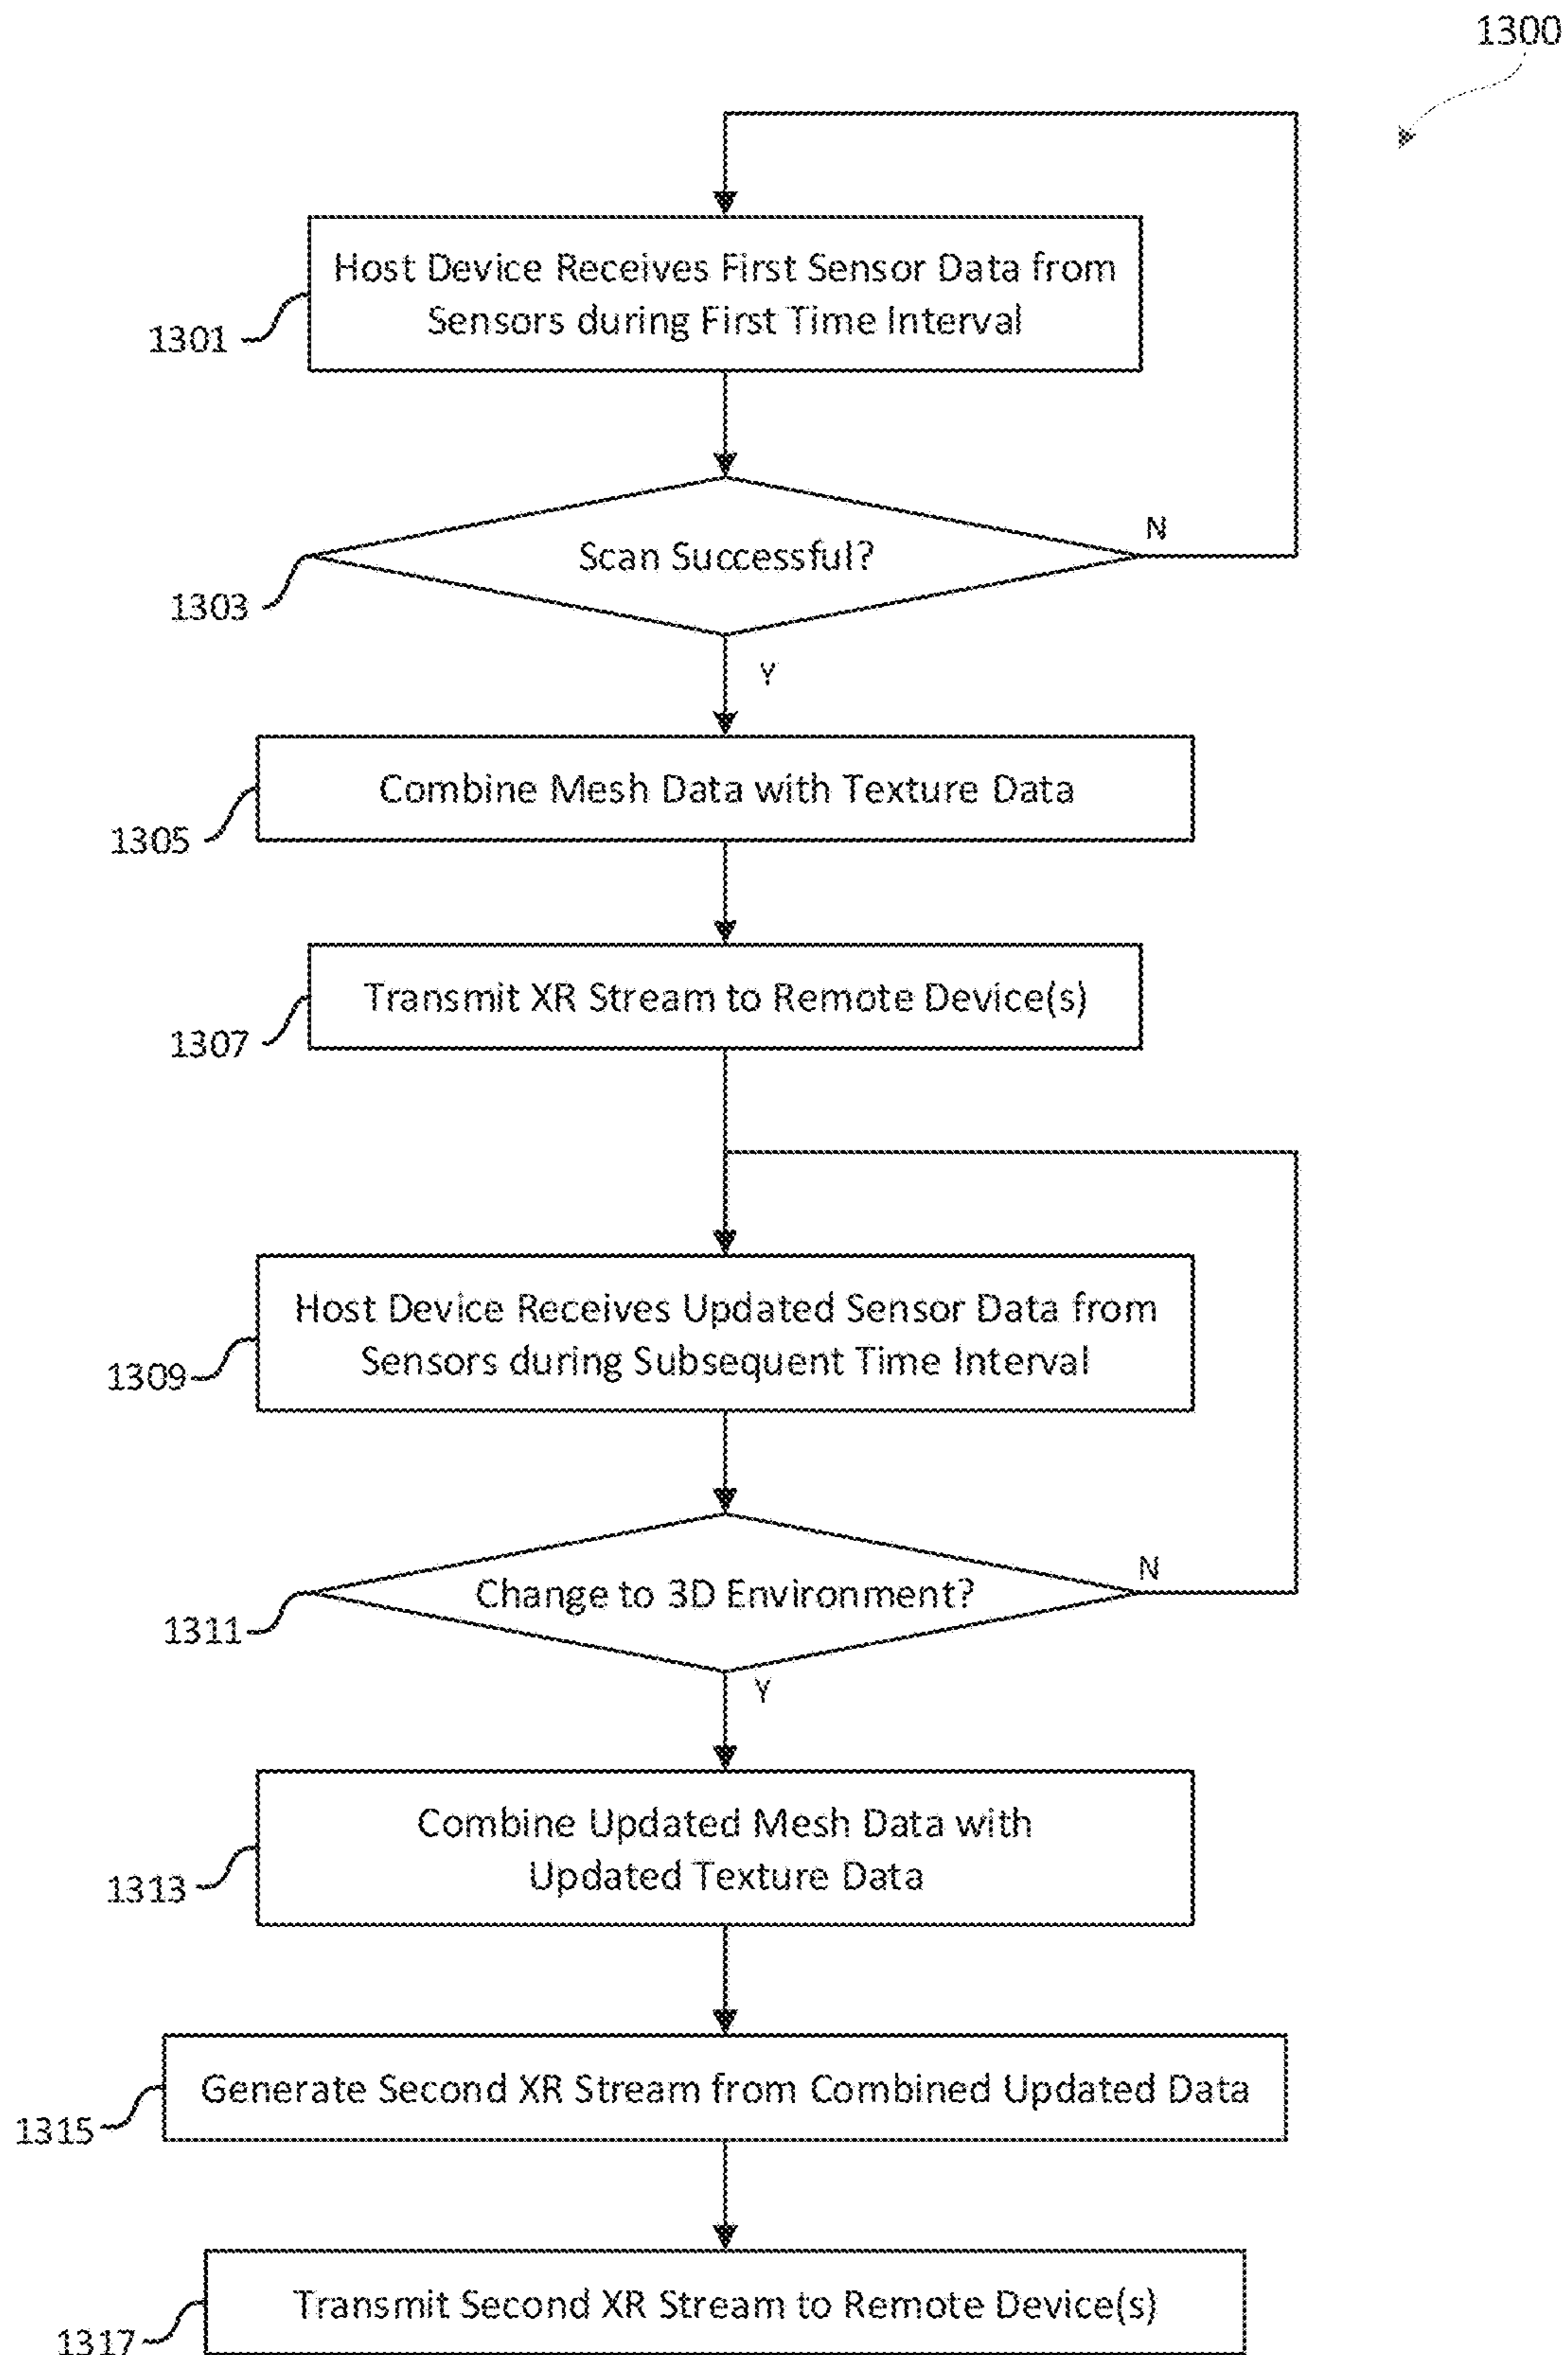 1300
Host Device Receives First Sensor Data from
Sensors during First Time Interval
1301
Scan Successful?
N
1303
Y
Combine Mesh Data with Texture Data
1305
Transmit XR Stream to Remote Device(s)
1307
Host Device Receives Updated Sensor Data from
Sensors during Subsequent Time Interval
1309
Change to 3D Environment?
N
1311
Y
Combine Updated Mesh Data with
Updated Texture Data
1313
Generate Second XR Stream from Combined Updated Data
1315
Transmit Second XR Stream to Remote Device(s)
1317